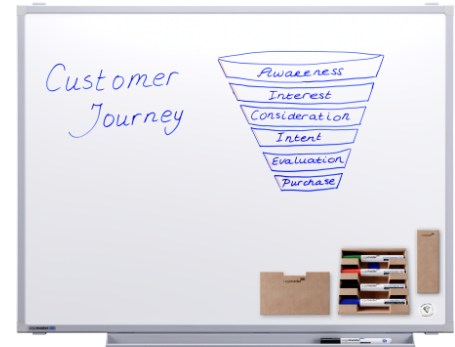 Customer
Journey
Awareness
Interest
Consideration
Intent
Evaluation
Purchase